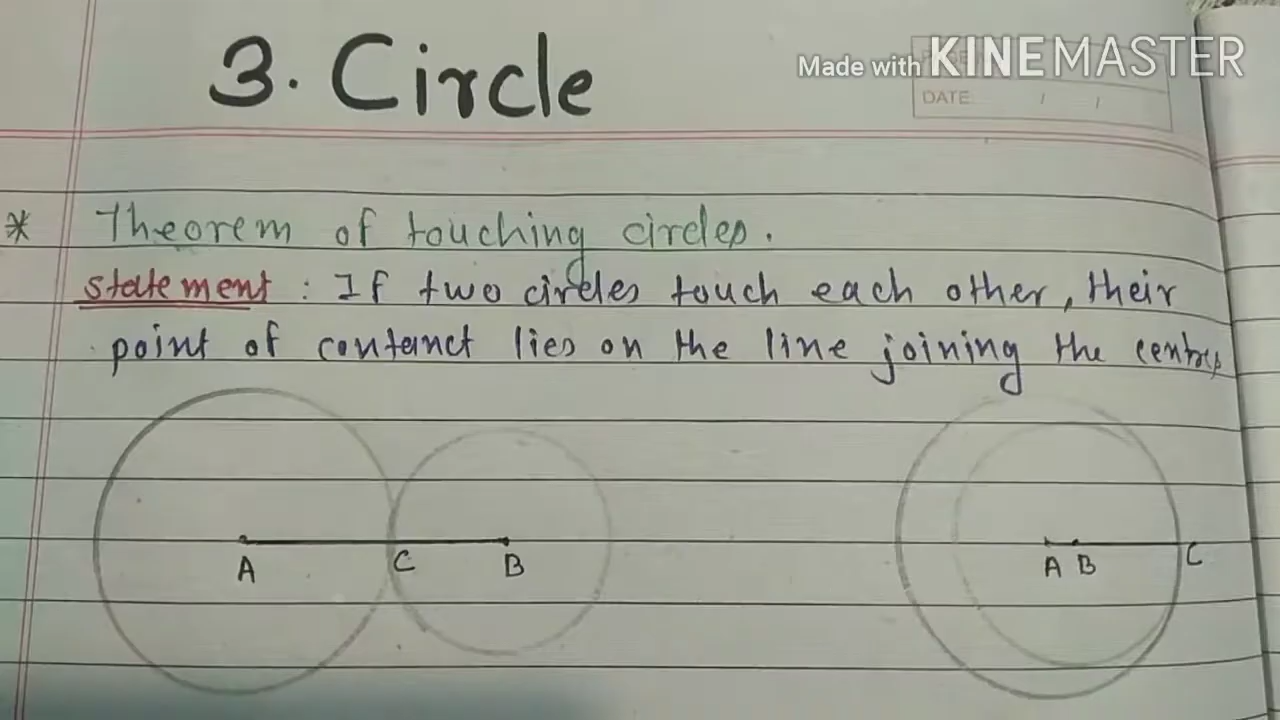 3. Circle
Made with KINEMASTER
DATE / /
* Theorem of touching circles.
statement : If two circles touch each other, their
point of contanct lies on the line joining the centres
A C B
A B C